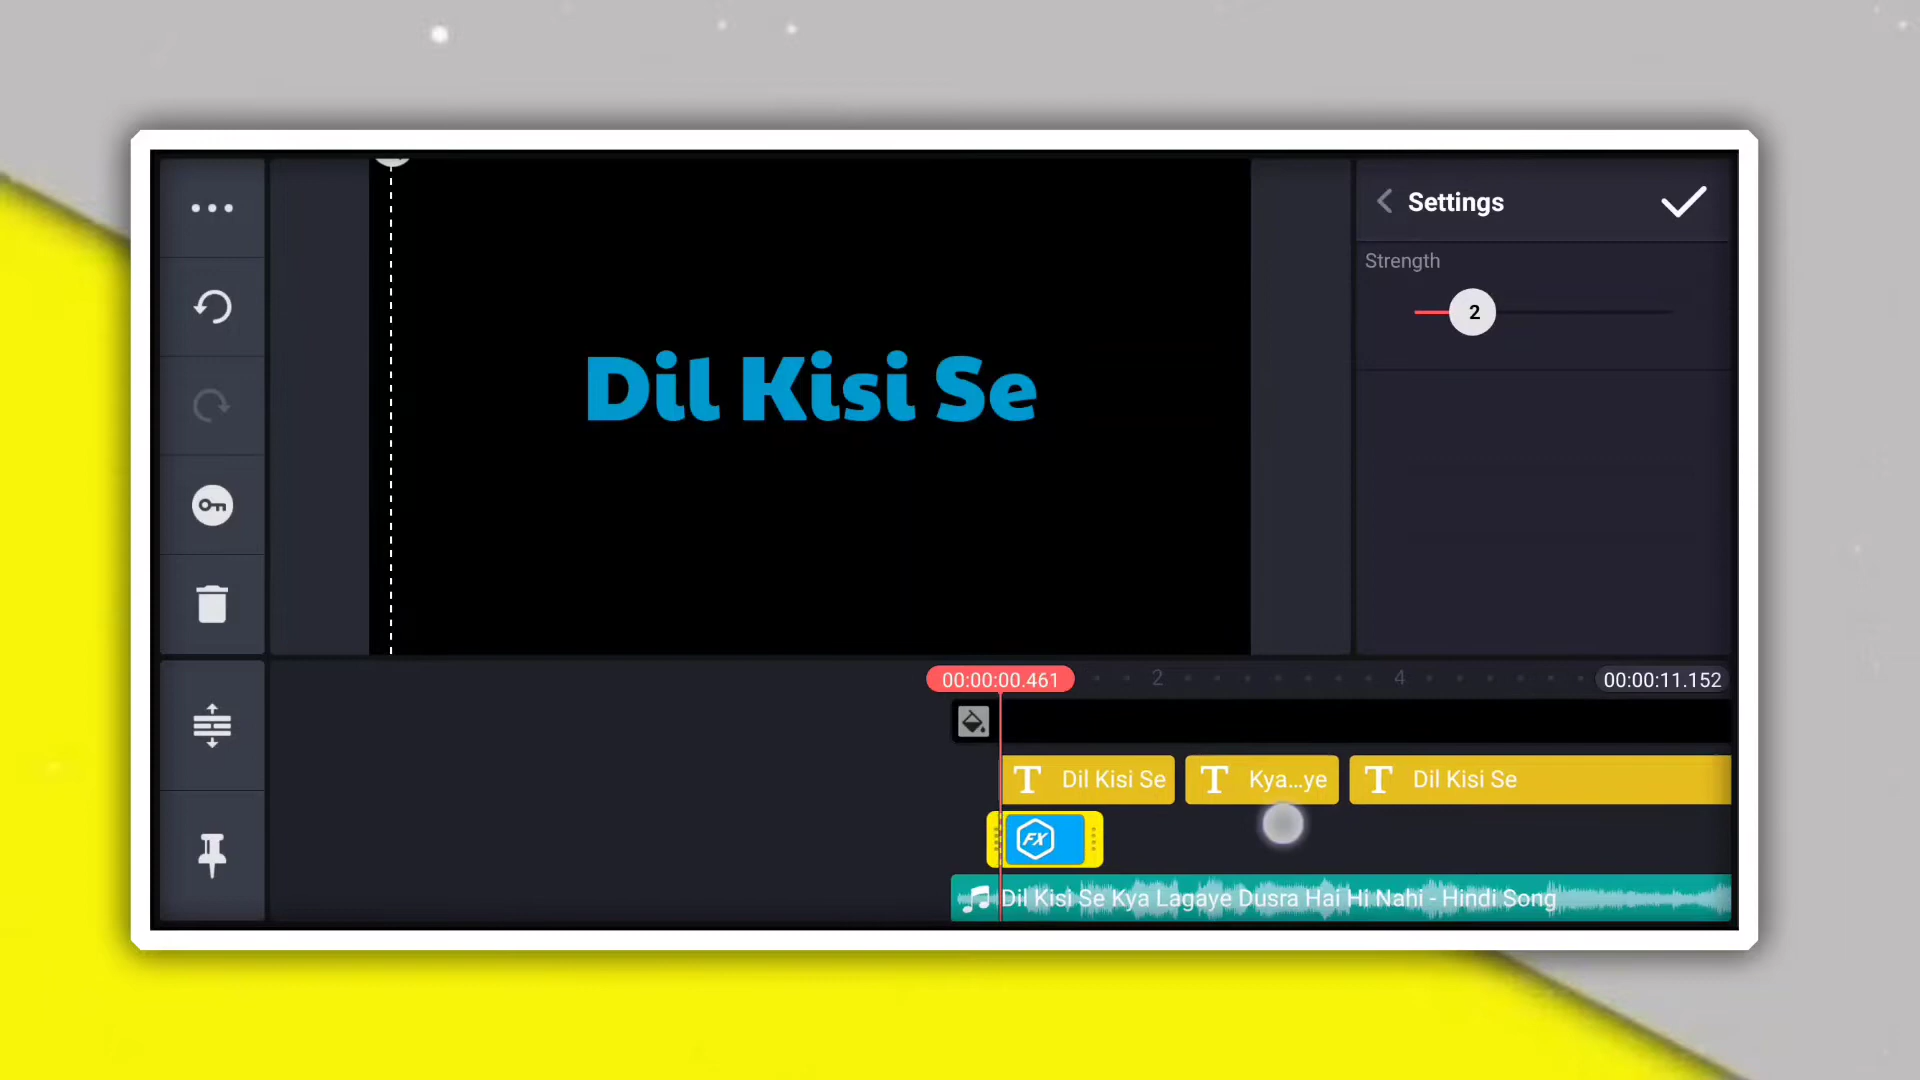 Settings
Strength
2
Dil Kisi Se
00:00:00.461
2
4
00:00:11.152
T Dil Kisi Se
T Kya...ye
T Dil Kisi Se
FX
Dil Kisi Se Kya Lagaye Dusra Hai Hi Nahi - Hindi Song